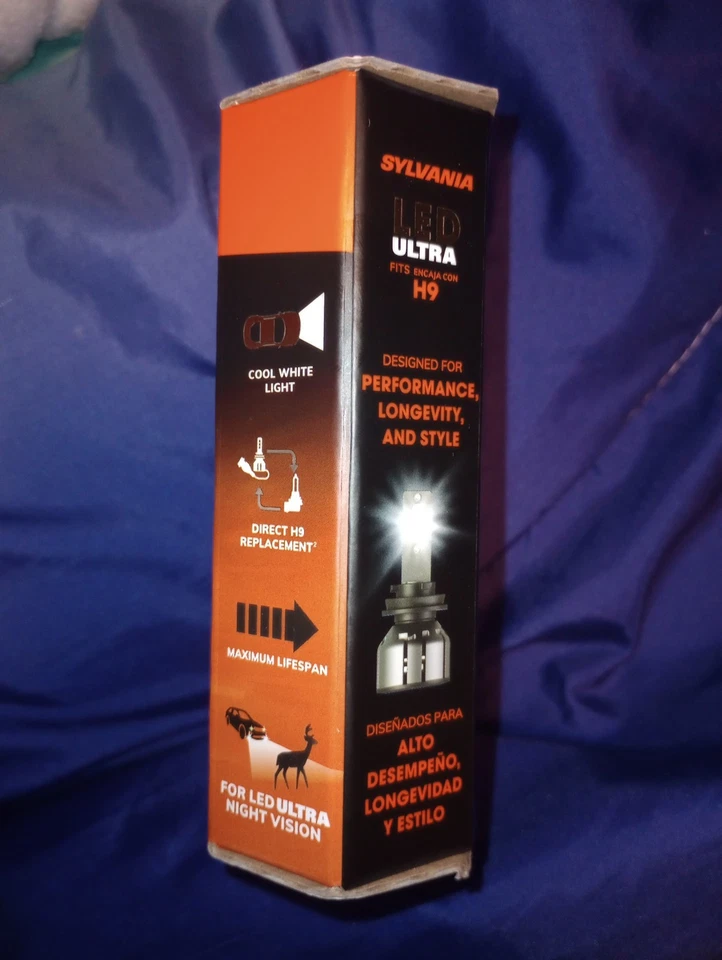 COOL WHITE
LIGHT
DIRECT H9
REPLACEMENT²
MAXIMUM LIFESPAN
FOR LED ULTRA
NIGHT VISION
SYLVANIA
LED
ULTRA
FITS ENCAJA CON
H9
DESIGNED FOR
PERFORMANCE,
LONGEVITY,
AND STYLE
DISEÑADOS PARA
ALTO
DESEMPEÑO,
LONGEVIDAD
Y ESTILO